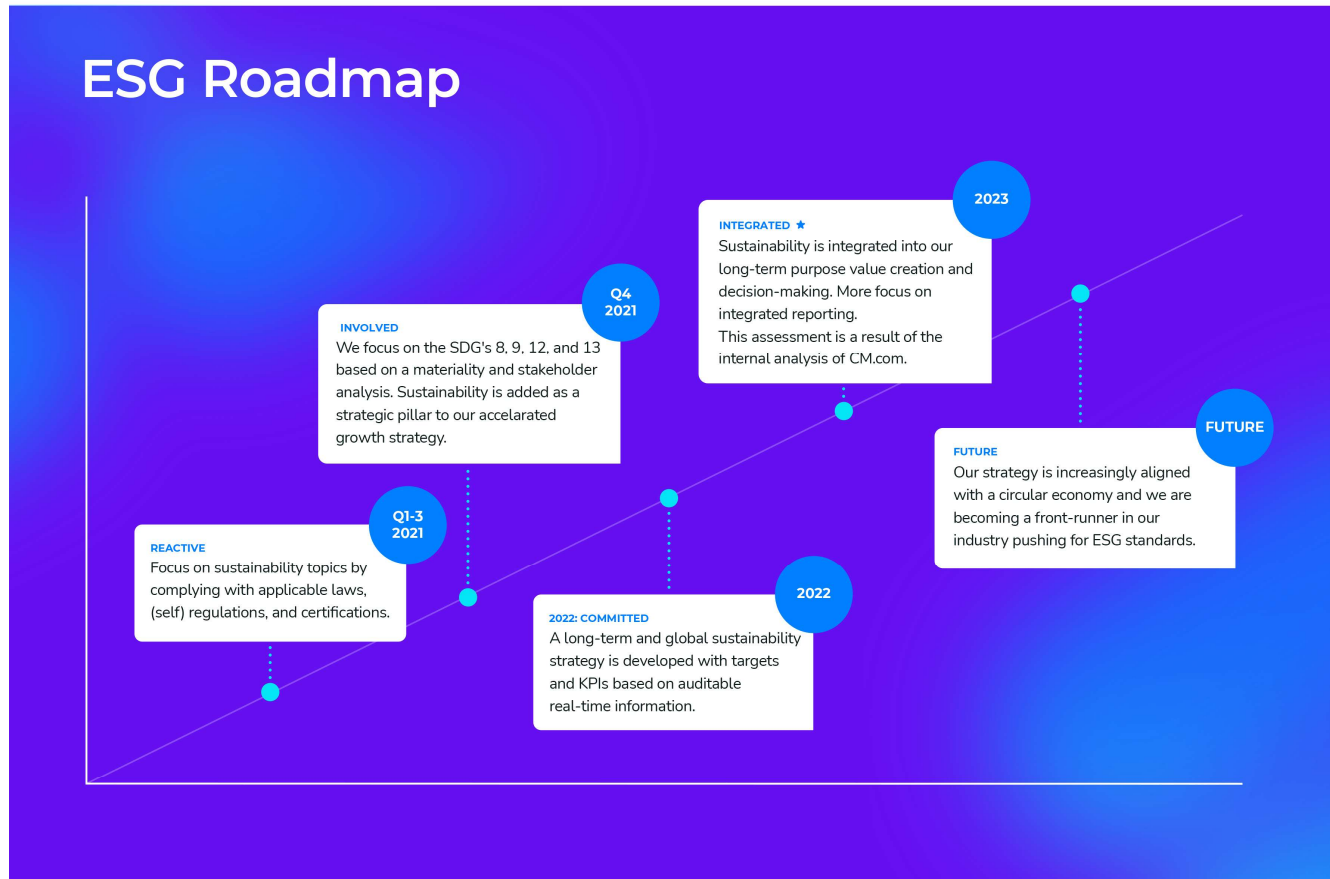 ESG Roadmap
Q1-3
2021
REACTIVE
Focus on sustainability topics by
complying with applicable laws,
(self) regulations, and certifications.
Q4
2021
INVOLVED
We focus on the SDG's 8, 9, 12, and 13
based on a materiality and stakeholder
analysis. Sustainability is added as a
strategic pillar to our accelarated
growth strategy.
2022
2022: COMMITTED
A long-term and global sustainability
strategy is developed with targets
and KPIs based on auditable
real-time information.
2023
INTEGRATED ★
Sustainability is integrated into our
long-term purpose value creation and
decision-making. More focus on
integrated reporting.
This assessment is a result of the
internal analysis of CM.com.
FUTURE
FUTURE
Our strategy is increasingly aligned
with a circular economy and we are
becoming a front-runner in our
industry pushing for ESG standards.